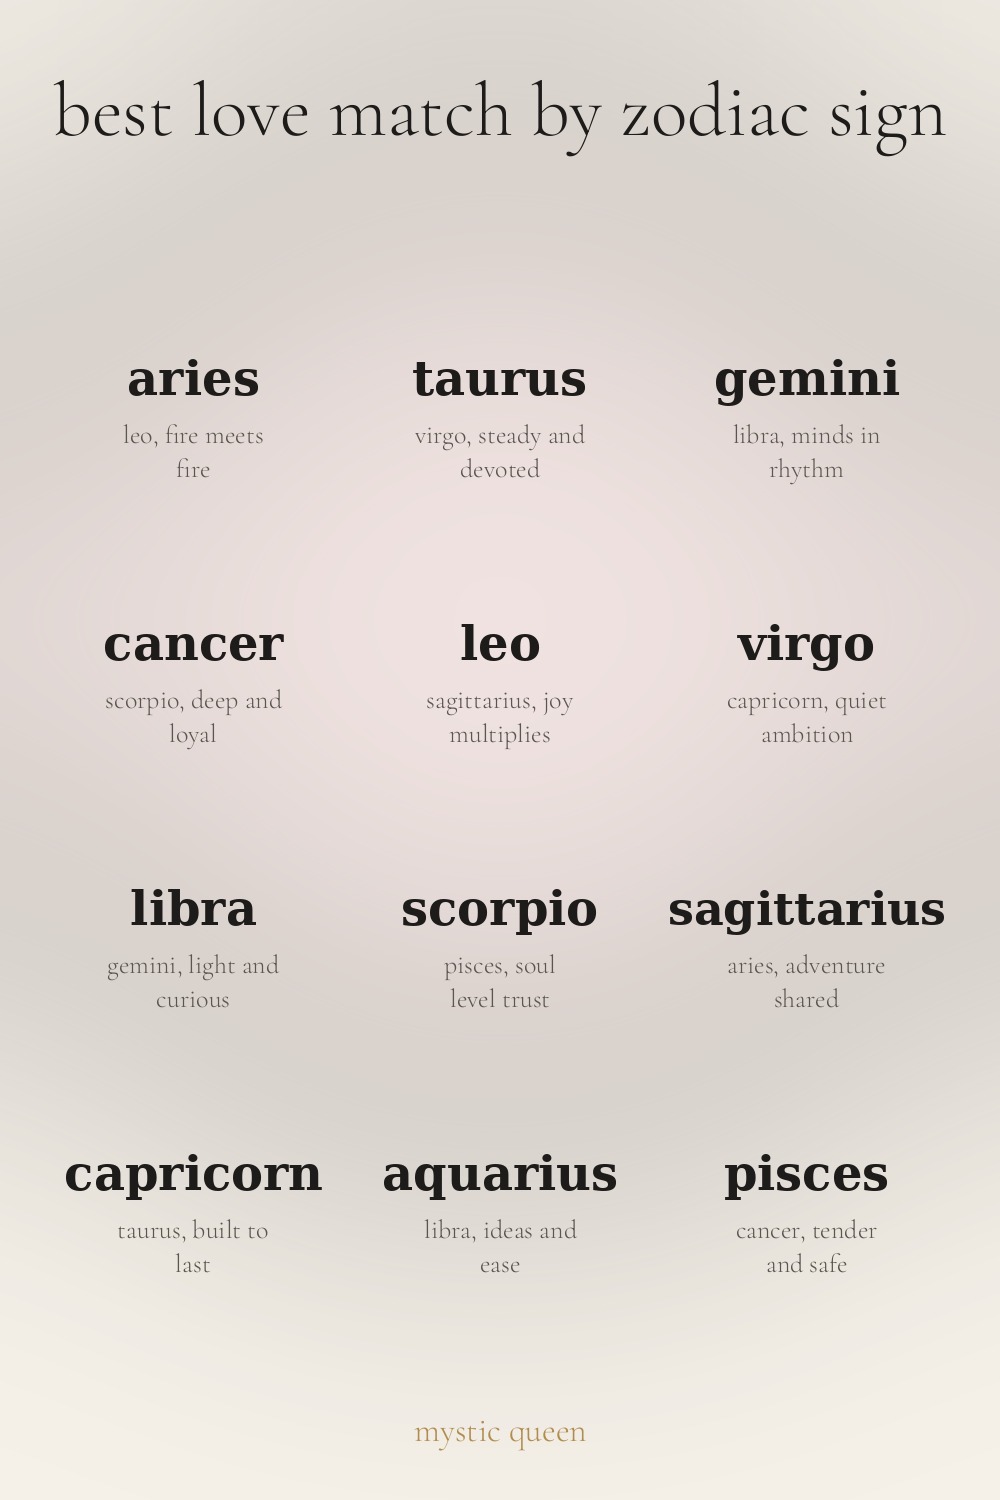 best love match by zodiac sign
aries
leo, fire meets
fire
taurus
virgo, steady and
devoted
gemini
libra, minds in
rhythm
cancer
scorpio, deep and
loyal
leo
sagittarius, joy
multiplies
virgo
capricorn, quiet
ambition
libra
gemini, light and
curious
scorpio
pisces, soul
level trust
sagittarius
aries, adventure
shared
capricorn
taurus, built to
last
aquarius
libra, ideas and
ease
pisces
cancer, tender
and safe
mystic queen